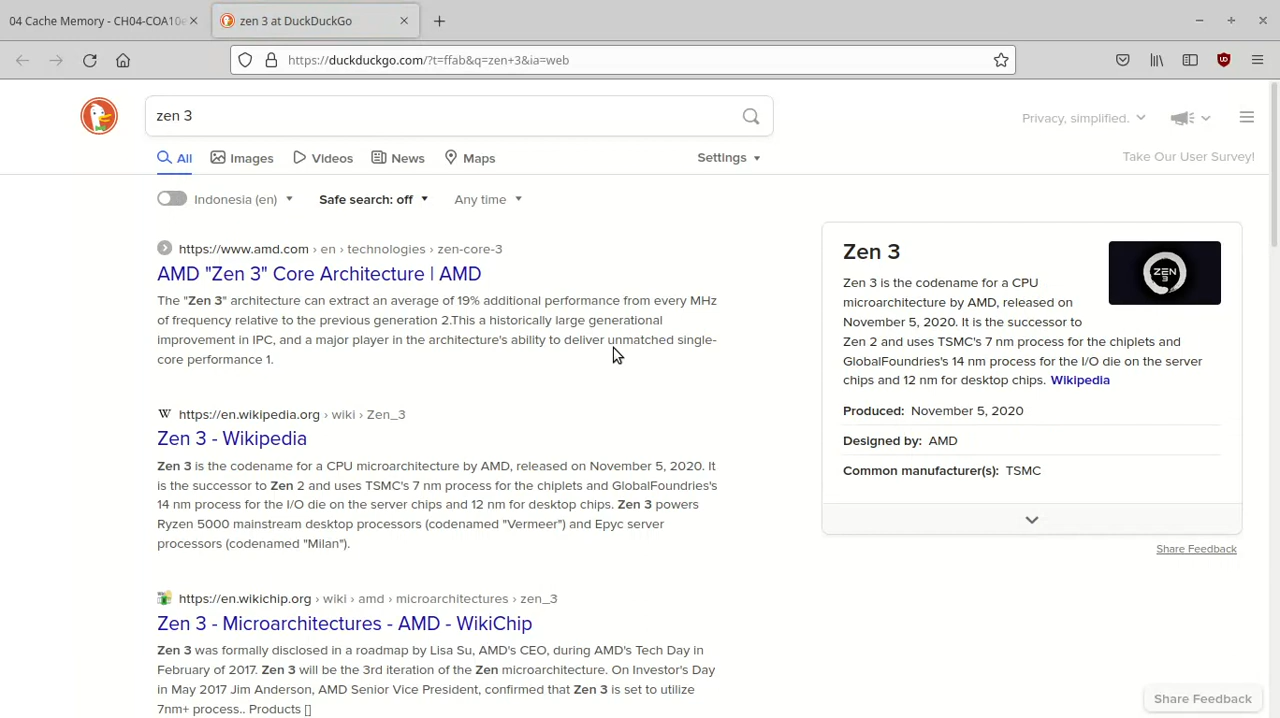 04 Cache Memory - CH04-COA10e
zen 3 at DuckDuckGo
https://duckduckgo.com/?t=ffab&q=zen+3&ia=web
zen 3
Privacy, simplified.
All
Images
Videos
News
Maps
Settings
Take Our User Survey!
Indonesia (en)
Safe search: off
Any time
https://www.amd.com › en › technologies › zen-core-3
AMD "Zen 3" Core Architecture | AMD
The "Zen 3" architecture can extract an average of 19% additional performance from every MHz
of frequency relative to the previous generation 2.This a historically large generational
improvement in IPC, and a major player in the architecture's ability to deliver unmatched single-
core performance 1.
https://en.wikipedia.org › wiki › Zen_3
Zen 3 - Wikipedia
Zen 3 is the codename for a CPU microarchitecture by AMD, released on November 5, 2020. It
is the successor to Zen 2 and uses TSMC's 7 nm process for the chiplets and GlobalFoundries's
14 nm process for the I/O die on the server chips and 12 nm for desktop chips. Zen 3 powers
Ryzen 5000 mainstream desktop processors (codenamed "Vermeer") and Epyc server
processors (codenamed "Milan").
https://en.wikichip.org › wiki › amd › microarchitectures › zen_3
Zen 3 - Microarchitectures - AMD - WikiChip
Zen 3 was formally disclosed in a roadmap by Lisa Su, AMD's CEO, during AMD's Tech Day in
February of 2017. Zen 3 will be the 3rd iteration of the Zen microarchitecture. On Investor's Day
in May 2017 Jim Anderson, AMD Senior Vice President, confirmed that Zen 3 is set to utilize
7nm+ process.. Products []
Zen 3
ZEN
3
Zen 3 is the codename for a CPU
microarchitecture by AMD, released on
November 5, 2020. It is the successor to
Zen 2 and uses TSMC's 7 nm process for the chiplets and
GlobalFoundries's 14 nm process for the I/O die on the server
chips and 12 nm for desktop chips. Wikipedia
Produced: November 5, 2020
Designed by: AMD
Common manufacturer(s): TSMC
Share Feedback
Share Feedback